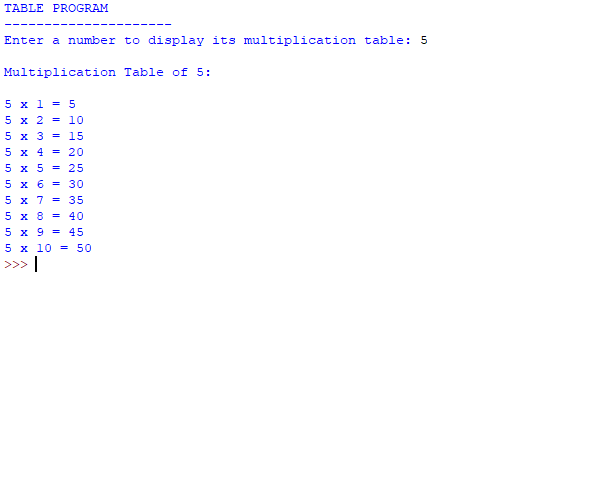 TABLE PROGRAM
---------------------
Enter a number to display its multiplication table: 5
Multiplication Table of 5:
5 x 1 = 5
5 x 2 = 10
5 x 3 = 15
5 x 4 = 20
5 x 5 = 25
5 x 6 = 30
5 x 7 = 35
5 x 8 = 40
5 x 9 = 45
5 x 10 = 50
>>>